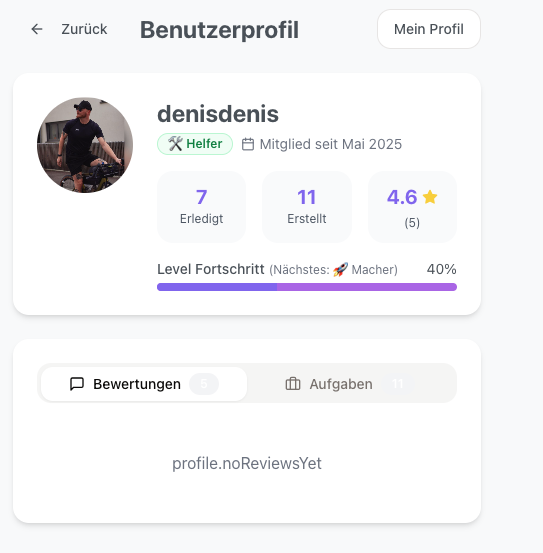 Zurück
Benutzerprofil
Mein Profil
denisdenis
🛠️ Helfer
Mitglied seit Mai 2025
7
Erledigt
11
Erstellt
4.6 ⭐
(5)
Level Fortschritt (Nächstes: 🚀 Macher) 40%
Bewertungen 5
Aufgaben 11
profile.noReviewsYet